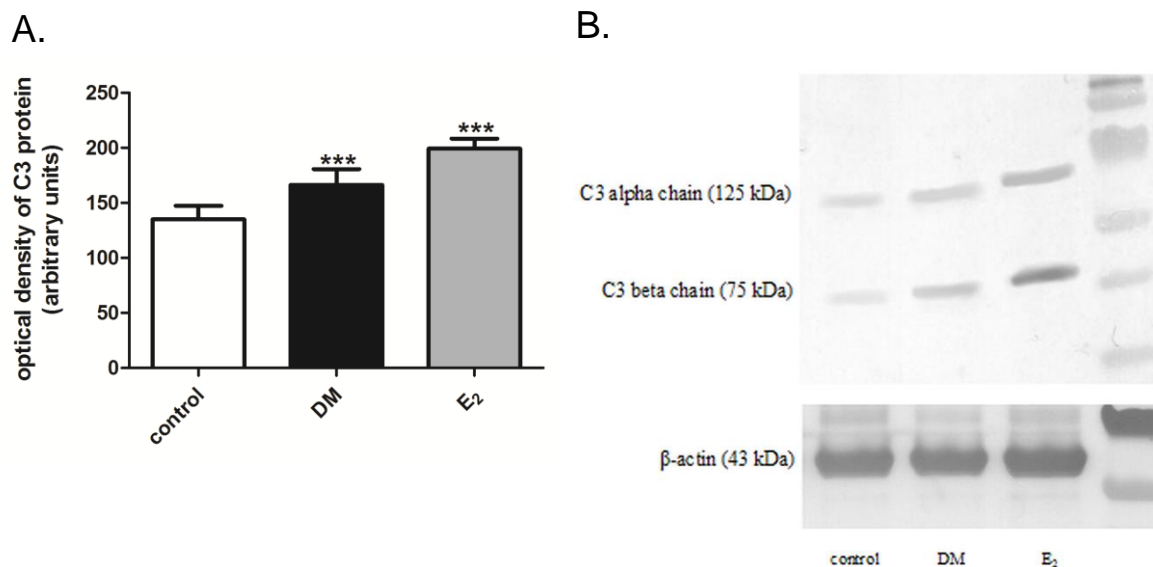 A.
optical density of C3 protein
(arbitrary units)
250
200
150
100
50
0
***
***
control
DM
E₂
B.
C3 alpha chain (125 kDa)
C3 beta chain (75 kDa)
β-actin (43 kDa)
control
DM
E₂